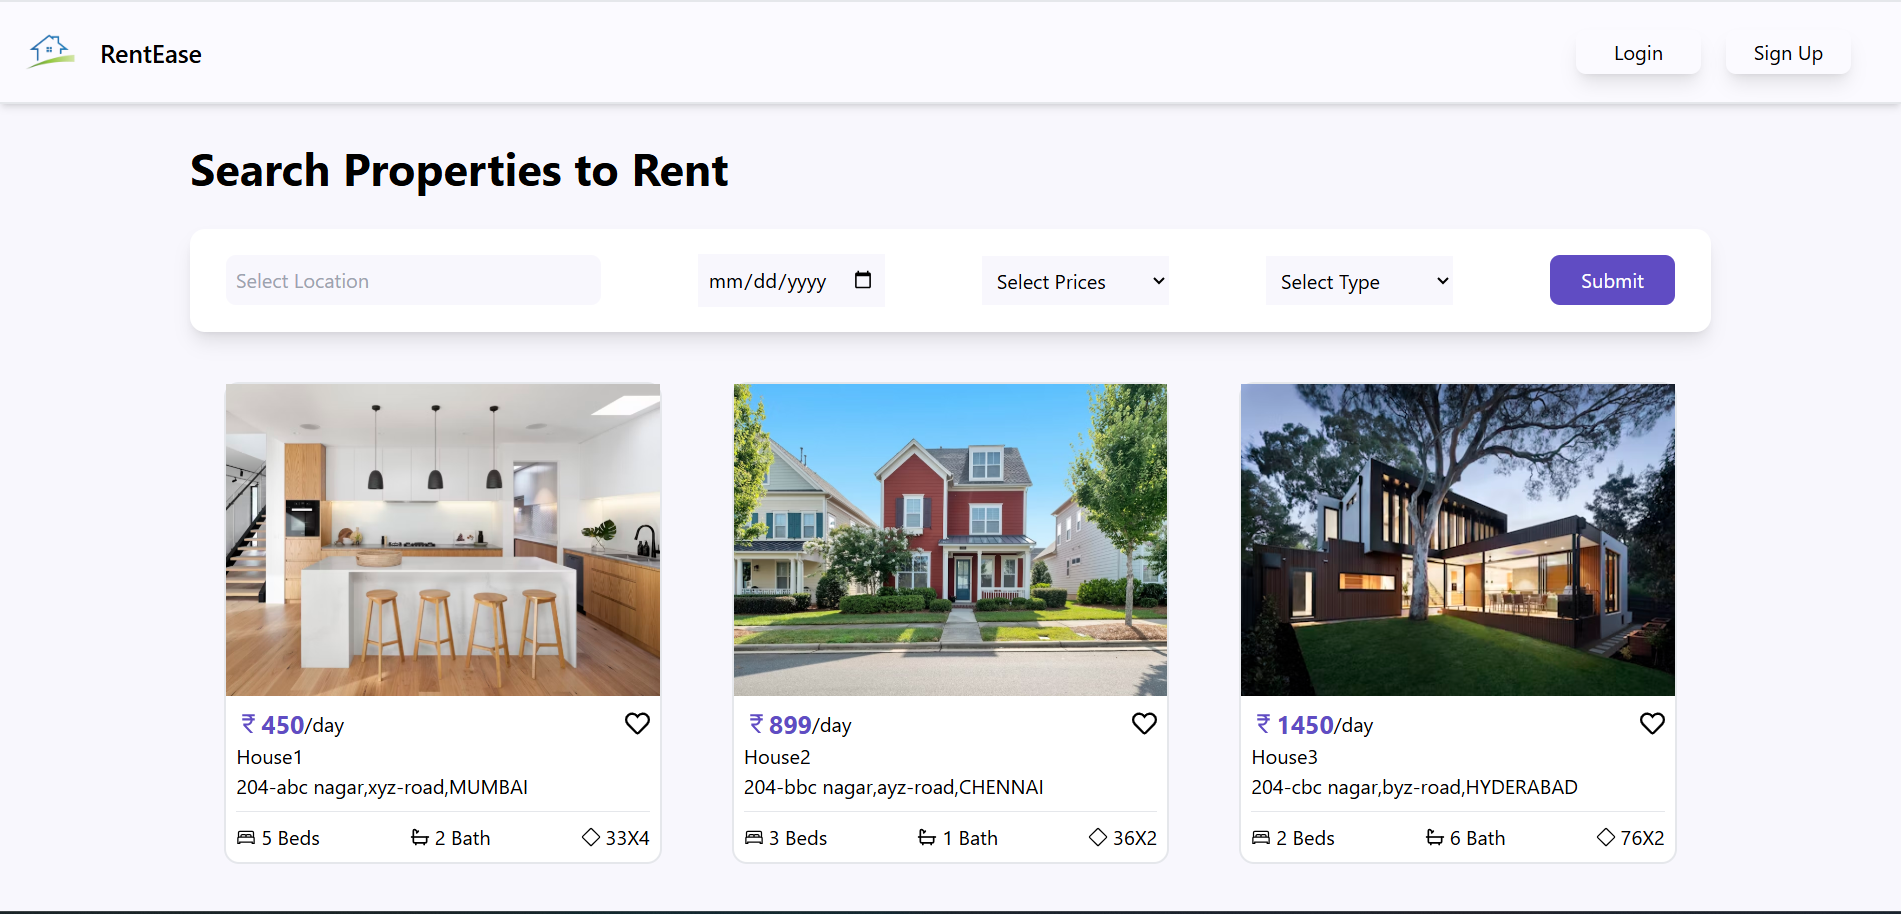 RentEase
Login
Sign Up
Search Properties to Rent
Select Location
mm/dd/yyyy
Select Prices
Select Type
Submit
₹ 450/day
House1
204-abc nagar,xyz-road,MUMBAI
5 Beds
2 Bath
33X4
₹ 899/day
House2
204-bbc nagar,ayz-road,CHENNAI
3 Beds
1 Bath
36X2
₹ 1450/day
House3
204-cbc nagar,byz-road,HYDERABAD
2 Beds
6 Bath
76X2